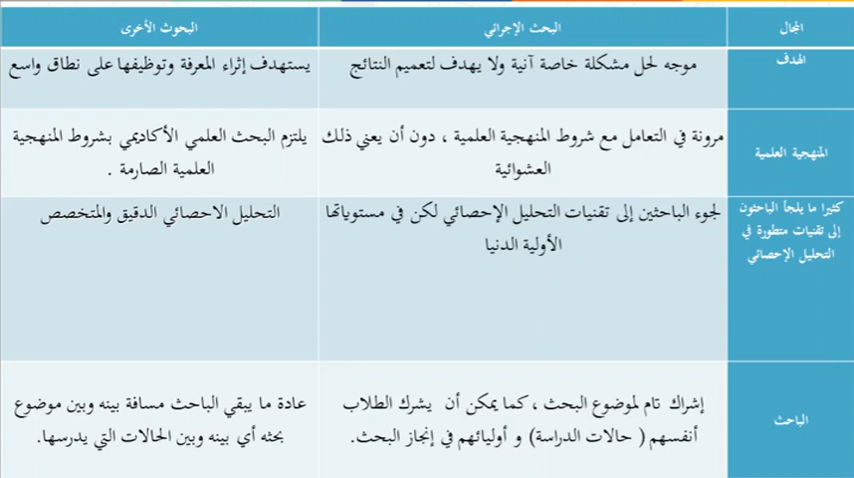 المجال
البحث الإجرائي
البحوث الأخرى
الهدف
موجه لحل مشكلة خاصة آنية ولا يهدف لتعميم النتائج
يستهدف إثراء المعرفة وتوظيفها على نطاق واسع
المنهجية العلمية
مرونة في التعامل مع شروط المنهجية العلمية ، دون أن يعني ذلك
العشوائية
يلتزم البحث العلمي الأكاديمي بشروط المنهجية
العلمية الصارمة .
كثيرا ما يلجأ الباحثون
إلى تقنيات متطورة في
التحليل الإحصائي
لجوء الباحثين إلى تقنيات التحليل الإحصائي لكن في مستوياتها
الأولية الدنيا
التحليل الاحصائي الدقيق والمتخصص
الباحث
إشراك تام لموضوع البحث ، كما يمكن أن يشرك الطلاب
أنفسهم ( حالات الدراسة) و أوليائهم في إنجاز البحث.
عادة ما يبقي الباحث مسافة بينه وبين موضوع
بحثه أي بينه وبين الحالات التي يدرسها.